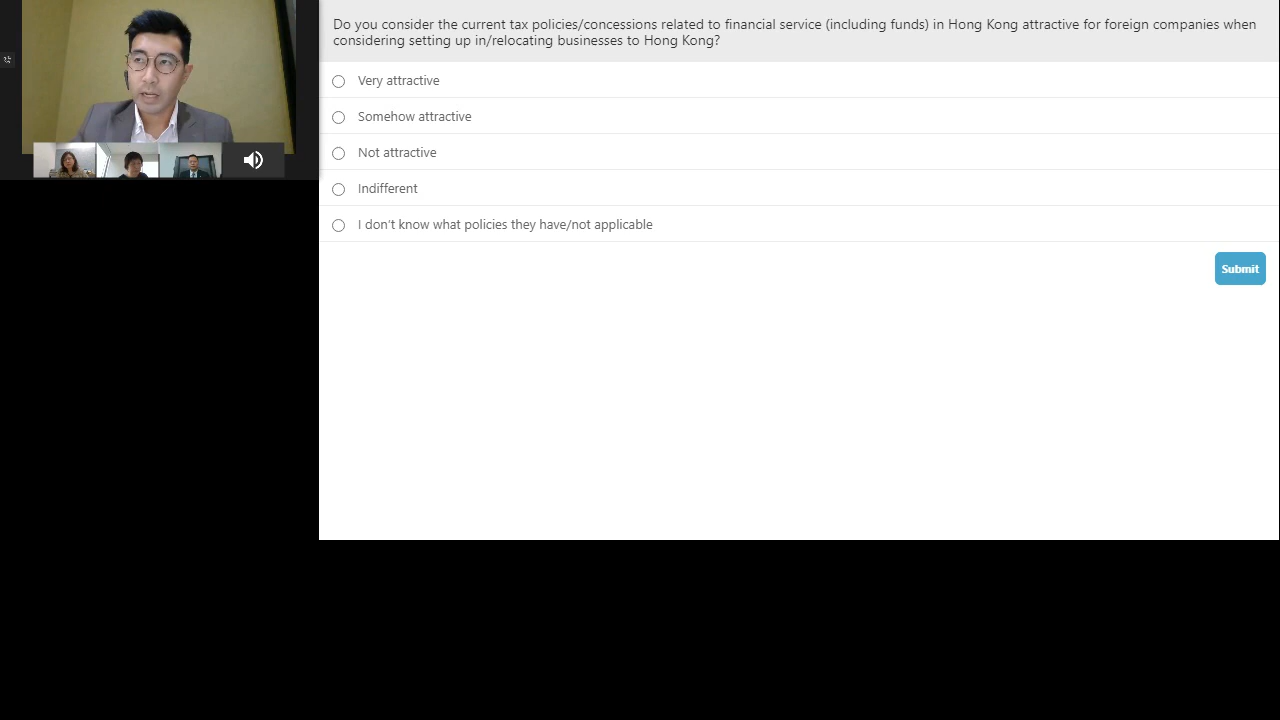 Do you consider the current tax policies/concessions related to financial service (including funds) in Hong Kong attractive for foreign companies when
considering setting up in/relocating businesses to Hong Kong?
Very attractive
Somehow attractive
Not attractive
Indifferent
I don't know what policies they have/not applicable
Submit